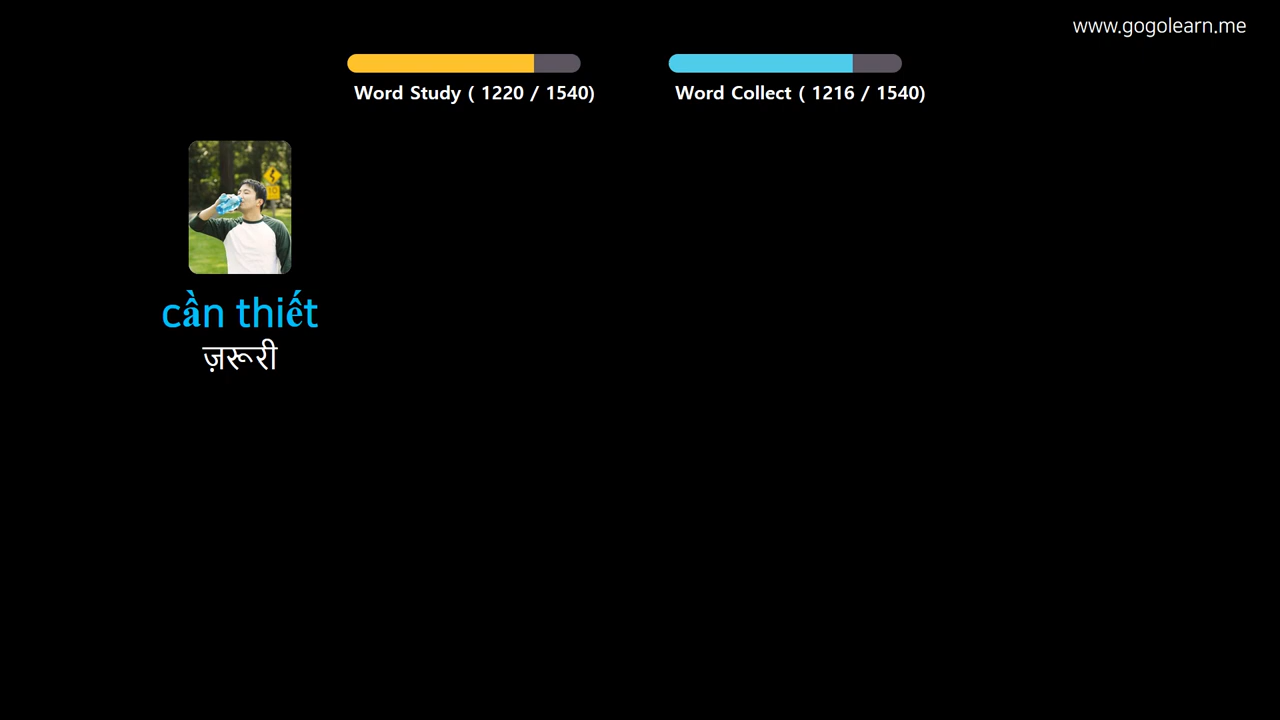 www.gogolearn.me
Word Study ( 1220 / 1540)
Word Collect ( 1216 / 1540)
cần thiết
ज़रूरी